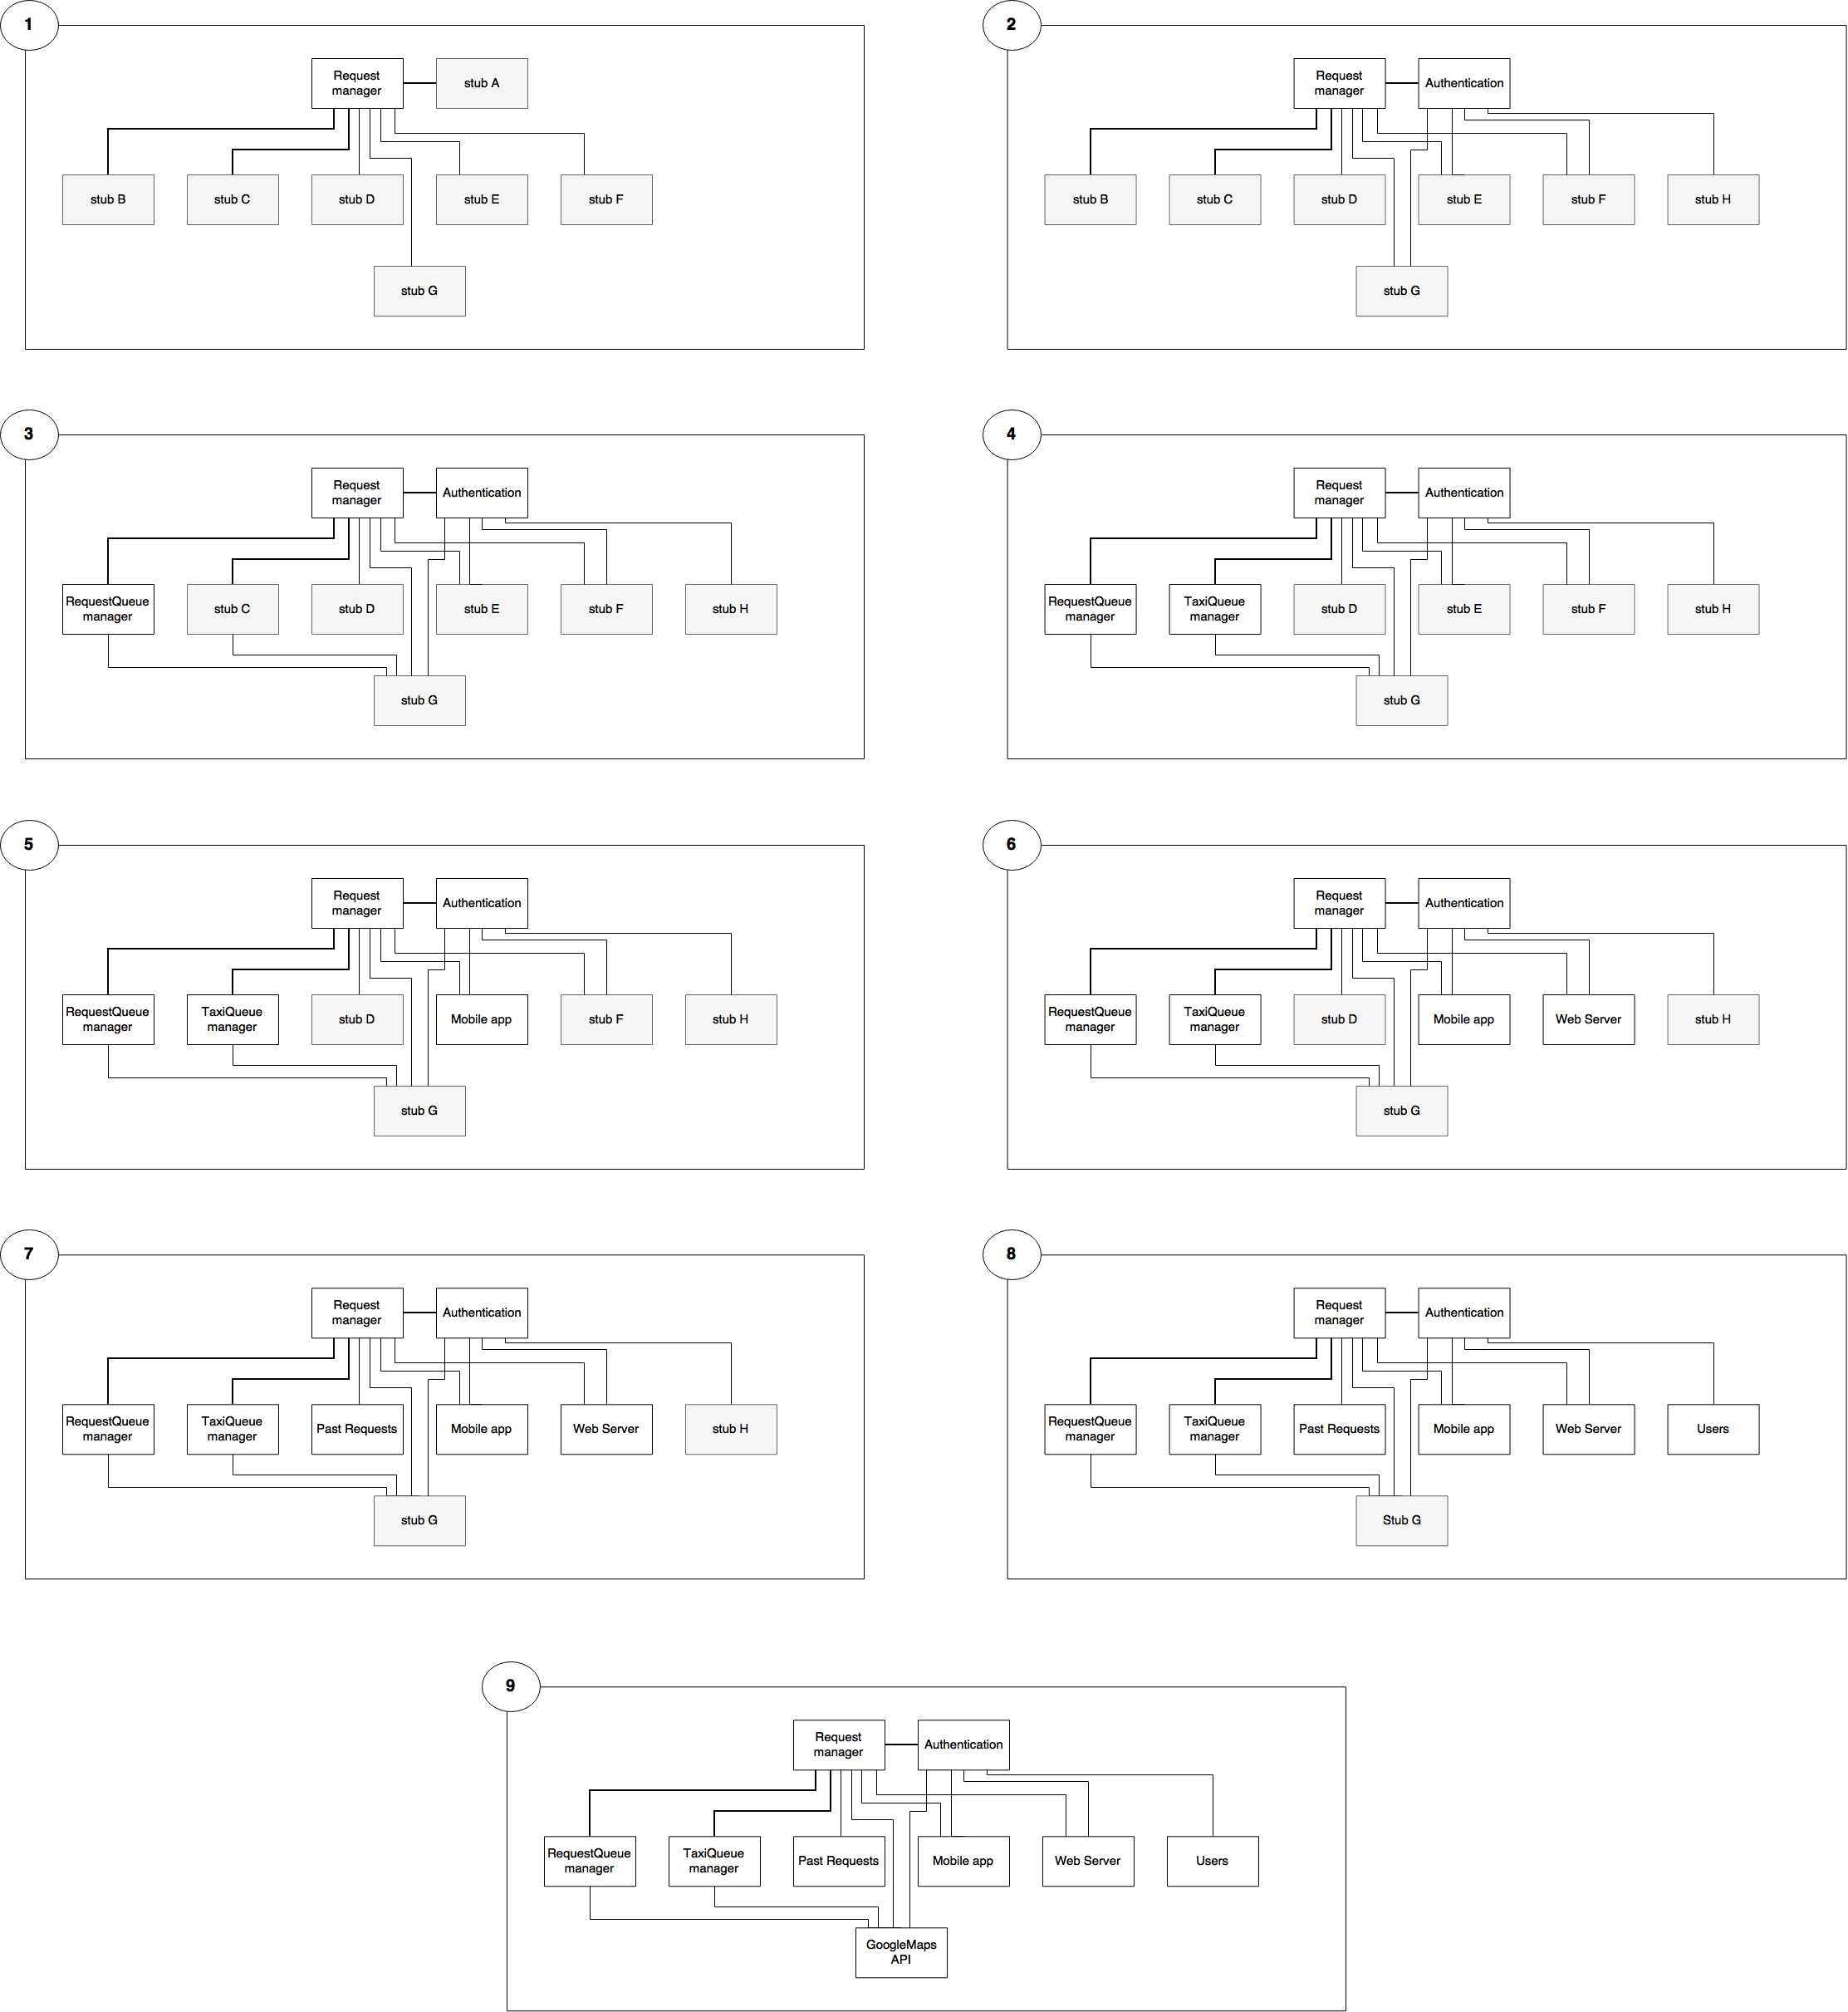 1
Request
manager
stub A
stub B
stub C
stub D
stub E
stub F
stub G
2
Request
manager
Authentication
stub B
stub C
stub D
stub E
stub F
stub H
stub G
3
Request
manager
Authentication
RequestQueue
manager
stub C
stub D
stub E
stub F
stub H
stub G
4
Request
manager
Authentication
RequestQueue
manager
TaxiQueue
manager
stub D
stub E
stub F
stub H
stub G
5
Request
manager
Authentication
RequestQueue
manager
TaxiQueue
manager
stub D
Mobile app
stub F
stub H
stub G
6
Request
manager
Authentication
RequestQueue
manager
TaxiQueue
manager
stub D
Mobile app
Web Server
stub H
stub G
7
Request
manager
Authentication
RequestQueue
manager
TaxiQueue
manager
Past Requests
Mobile app
Web Server
stub H
stub G
8
Request
manager
Authentication
RequestQueue
manager
TaxiQueue
manager
Past Requests
Mobile app
Web Server
Users
Stub G
9
Request
manager
Authentication
RequestQueue
manager
TaxiQueue
manager
Past Requests
Mobile app
Web Server
Users
GoogleMaps
API